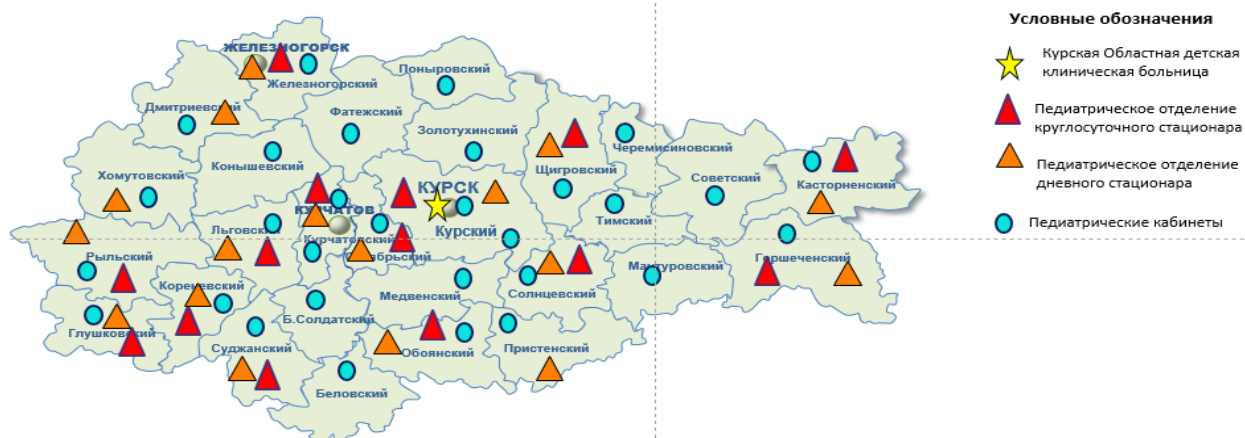 Условные обозначения
Курская Областная детская
клиническая больница
Педиатрическое отделение
круглосуточного стационара
Педиатрическое отделение
дневного стационара
Педиатрические кабинеты
ЖЕЛЕЗНОГОРСК
Железногорский
Поныровский
Дмитриевский
Фатежский
Золотухинский
Черемисиновский
Конышевский
Щигровский
Советский
Касторненский
Хомутовский
КУРСК
КУРЧАТОВ
Тимский
Льговский
Курский
Курчатовский
Октябрьский
Рыльский
Мантуровский
Горшеченский
Кореневский
Медвенский
Солнцевский
Б.Солдатский
Глушковский
Суджанский
Обоянский
Пристенский
Беловский